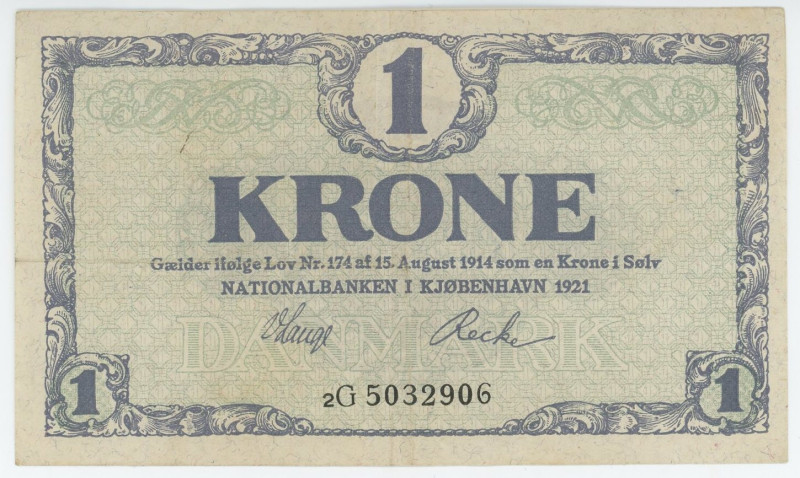 1
KRONE
Gælder ifølge Lov Nr. 174 af 15. August 1914 som en Krone i Sølv
NATIONALBANKEN I KJØBENHAVN 1921
DANMARK
VLange Recke
1 2G 5032906 1